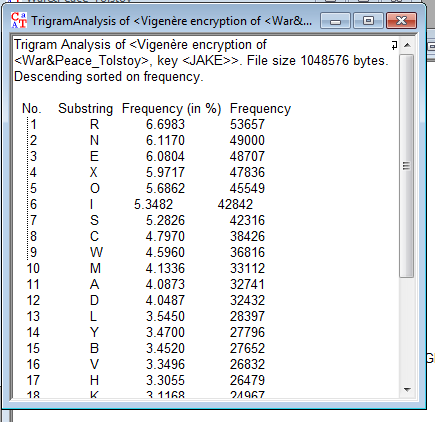 War&Peace_Tolstoy
TrigramAnalysis of <Vigenère encryption of <War&...
Trigram Analysis of <Vigenère encryption of
<War&Peace_Tolstoy>, key <JAKE>>. File size 1048576 bytes.
Descending sorted on frequency.
No. Substring Frequency (in %) Frequency
1 R 6.6983 53657
2 N 6.1170 49000
3 E 6.0804 48707
4 X 5.9717 47836
5 O 5.6862 45549
6 I 5.3482 42842
7 S 5.2826 42316
8 C 4.7970 38426
9 W 4.5960 36816
10 M 4.1336 33112
11 A 4.0873 32741
12 D 4.0487 32432
13 L 3.5450 28397
14 Y 3.4700 27796
15 B 3.4520 27652
16 V 3.3496 26832
17 H 3.3055 26479
18 K 3.1168 24967